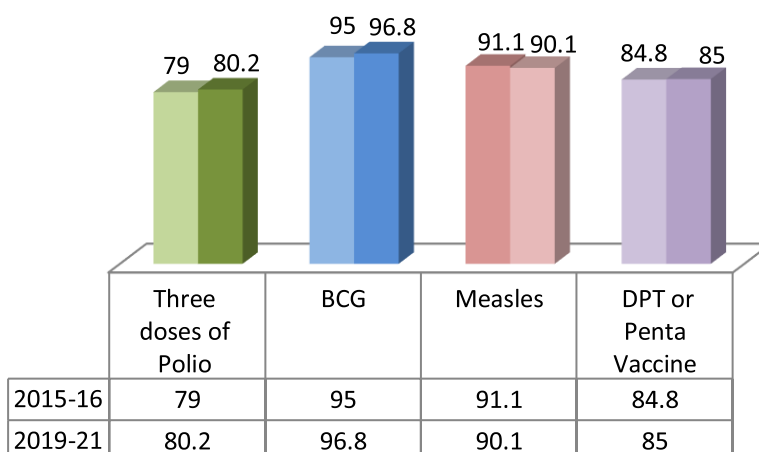 79 80.2 95 96.8 91.1 90.1 84.8 85
Three doses of Polio BCG Measles DPT or Penta Vaccine
2015-16 79 95 91.1 84.8
2019-21 80.2 96.8 90.1 85